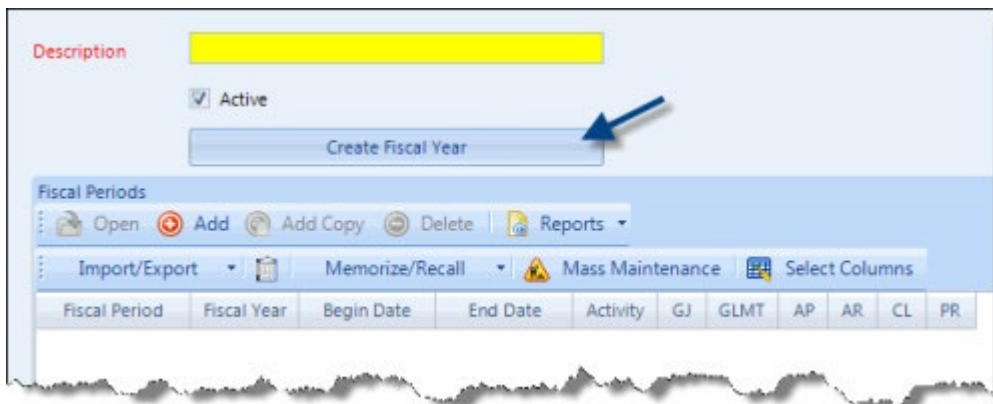 Description
Active
Create Fiscal Year
Fiscal Periods
Open Add Add Copy Delete Reports
Import/Export Memorize/Recall Mass Maintenance Select Columns
Fiscal Period Fiscal Year Begin Date End Date Activity GJ GLMT AP AR CL PR